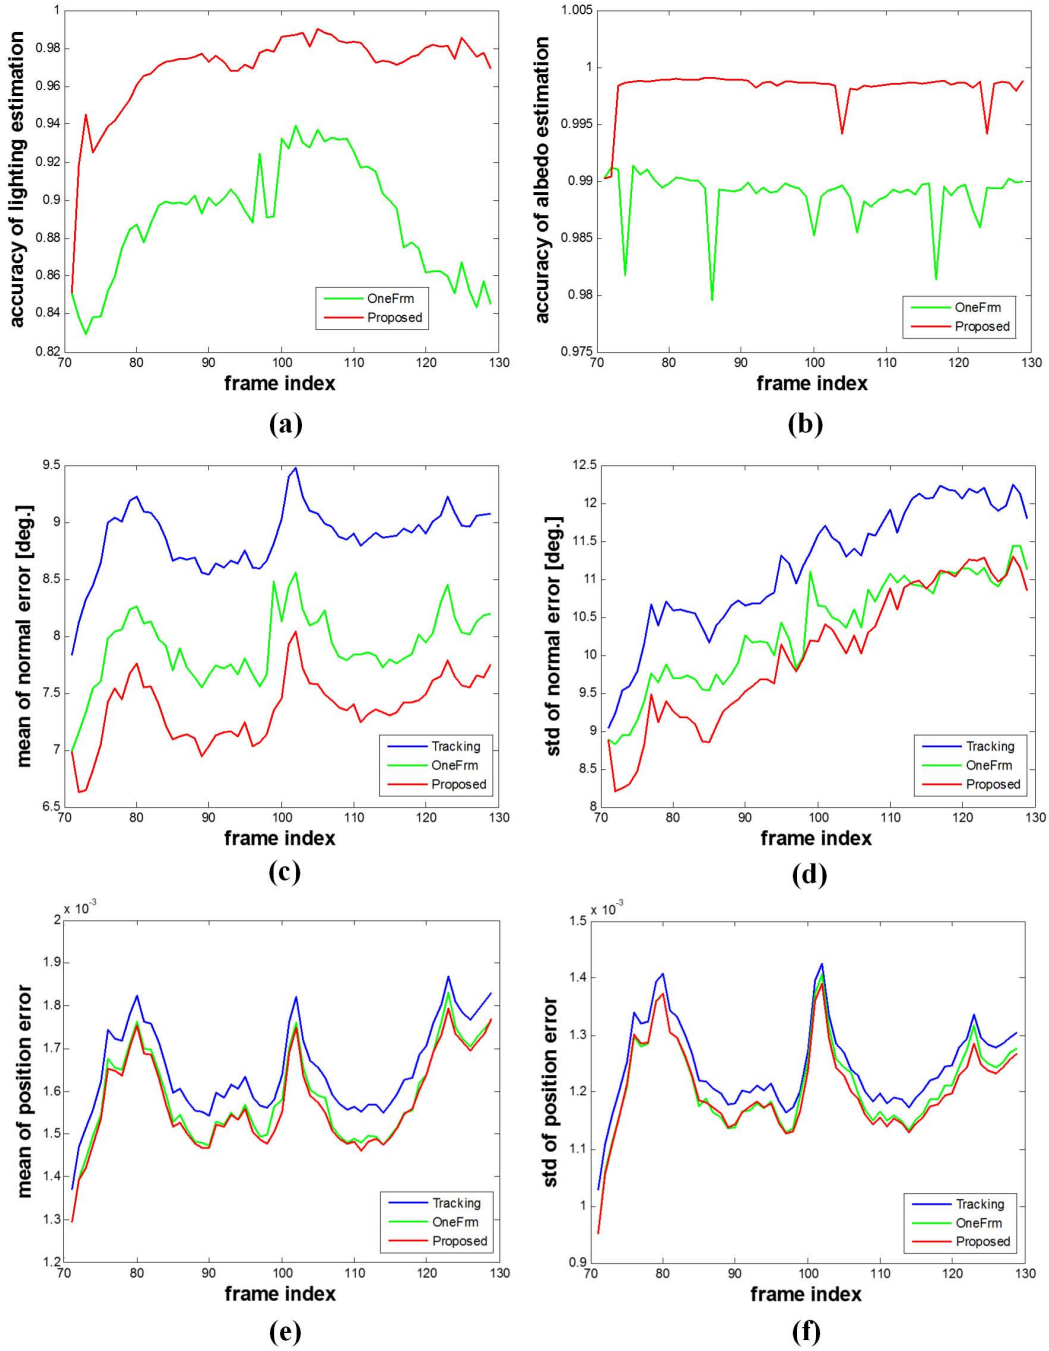 1
0.98
0.96
0.94
0.92
0.9
0.88
0.86
0.84
0.82
accuracy of lighting estimation
OneFrm
Proposed
70 80 90 100 110 120 130
frame index
(a)
1.005
1
0.995
0.99
0.985
0.98
0.975
accuracy of albedo estimation
OneFrm
Proposed
70 80 90 100 110 120 130
frame index
(b)
9.5
9
8.5
8
7.5
7
6.5
mean of normal error [deg.]
Tracking
OneFrm
Proposed
70 80 90 100 110 120 130
frame index
(c)
12.5
12
11.5
11
10.5
10
9.5
9
8.5
8
std of normal error [deg.]
Tracking
OneFrm
Proposed
70 80 90 100 110 120 130
frame index
(d)
x 10⁻³
2
1.9
1.8
1.7
1.6
1.5
1.4
1.3
1.2
mean of position error
Tracking
OneFrm
Proposed
70 80 90 100 110 120 130
frame index
(e)
x 10⁻³
1.5
1.4
1.3
1.2
1.1
1
0.9
std of position error
Tracking
OneFrm
Proposed
70 80 90 100 110 120 130
frame index
(f)